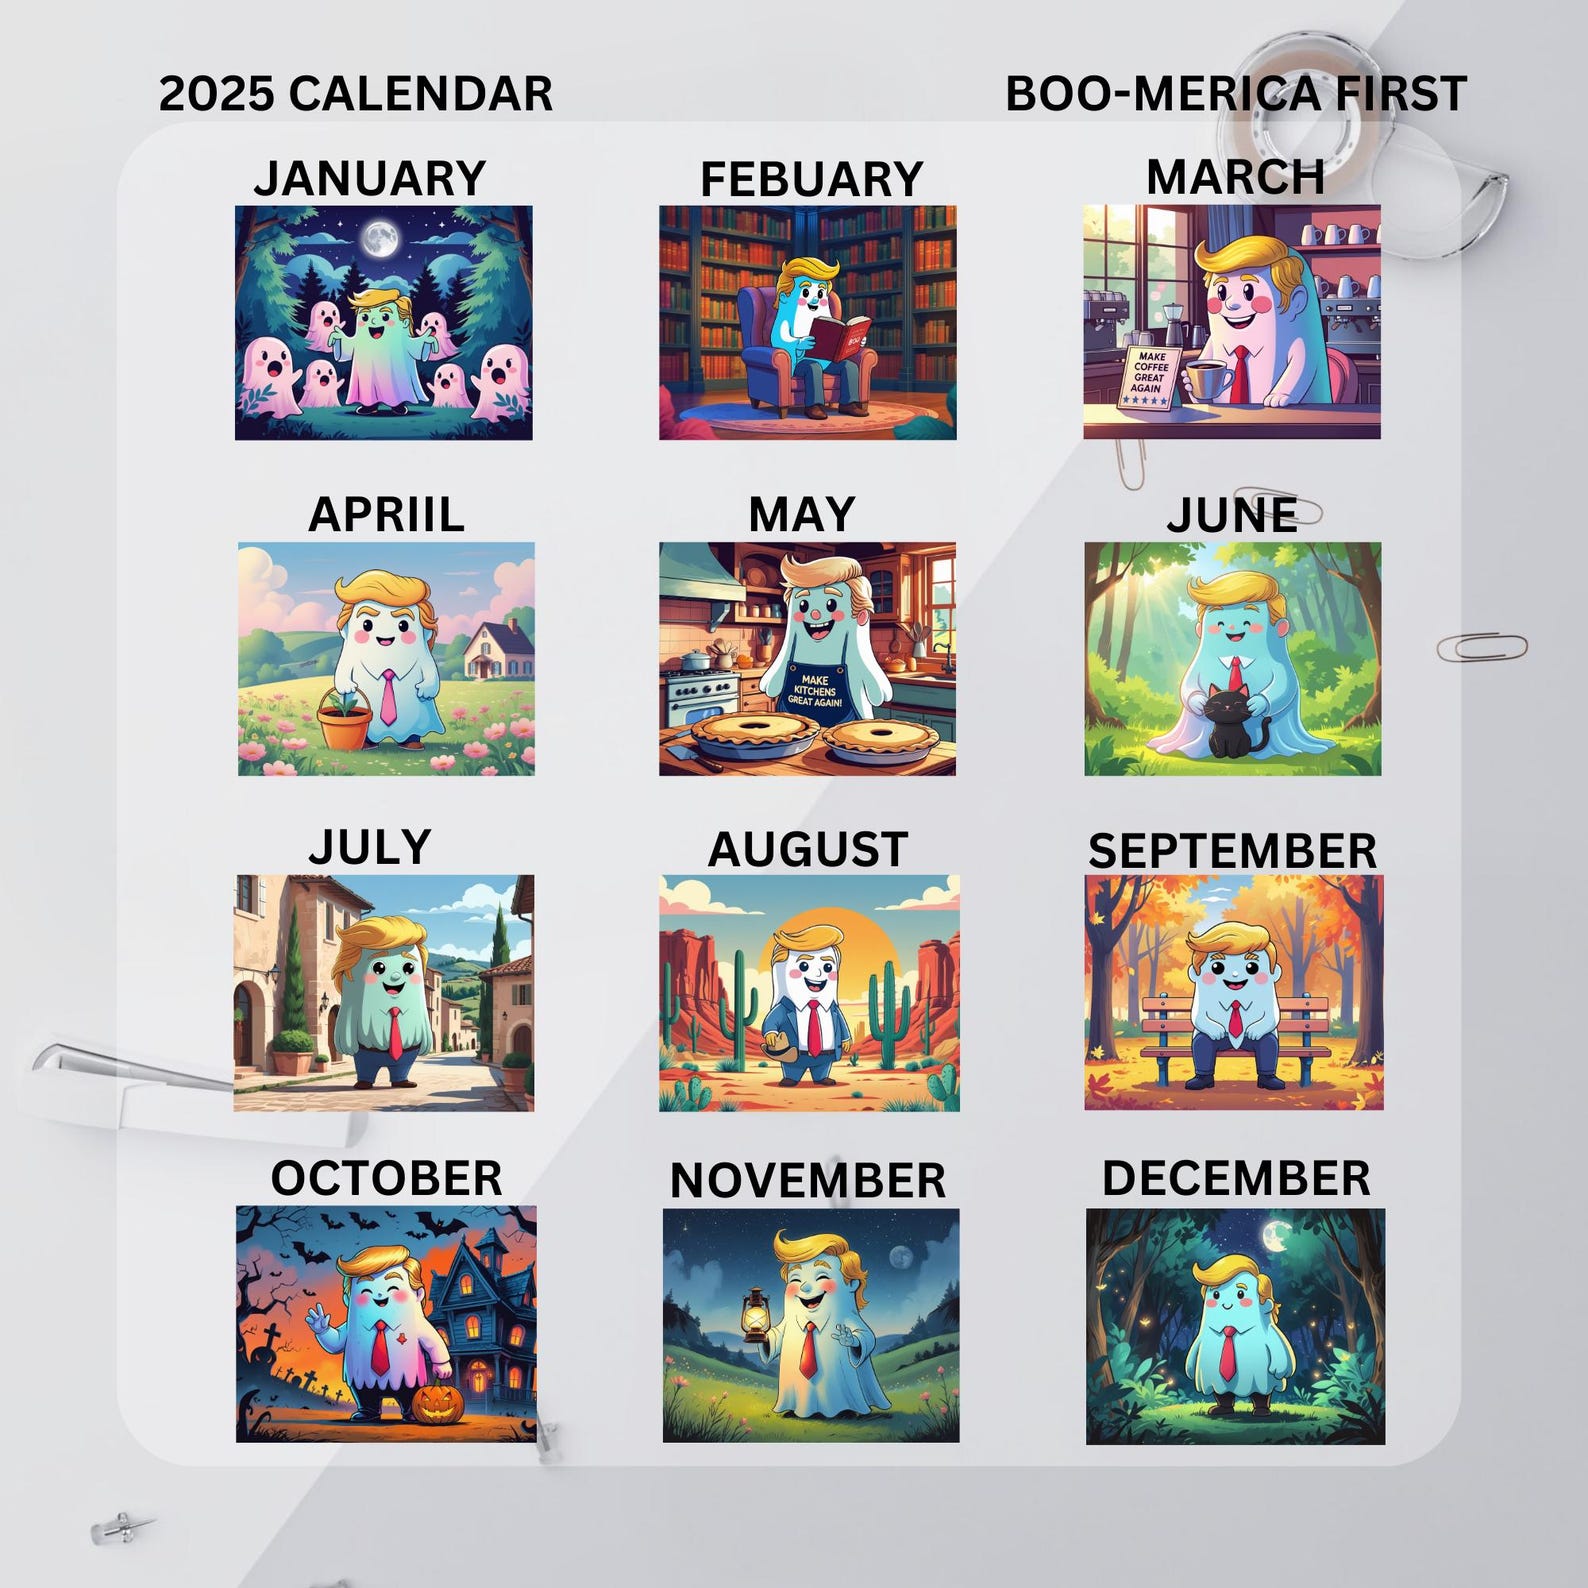 2025 CALENDAR
BOO-MERICA FIRST
JANUARY
FEBUARY
MARCH
BOO
MAKE
COFFEE
GREAT
AGAIN
APRIIL
MAY
JUNE
MAKE
KITCHENS
GREAT AGAIN!
JULY
AUGUST
SEPTEMBER
OCTOBER
NOVEMBER
DECEMBER